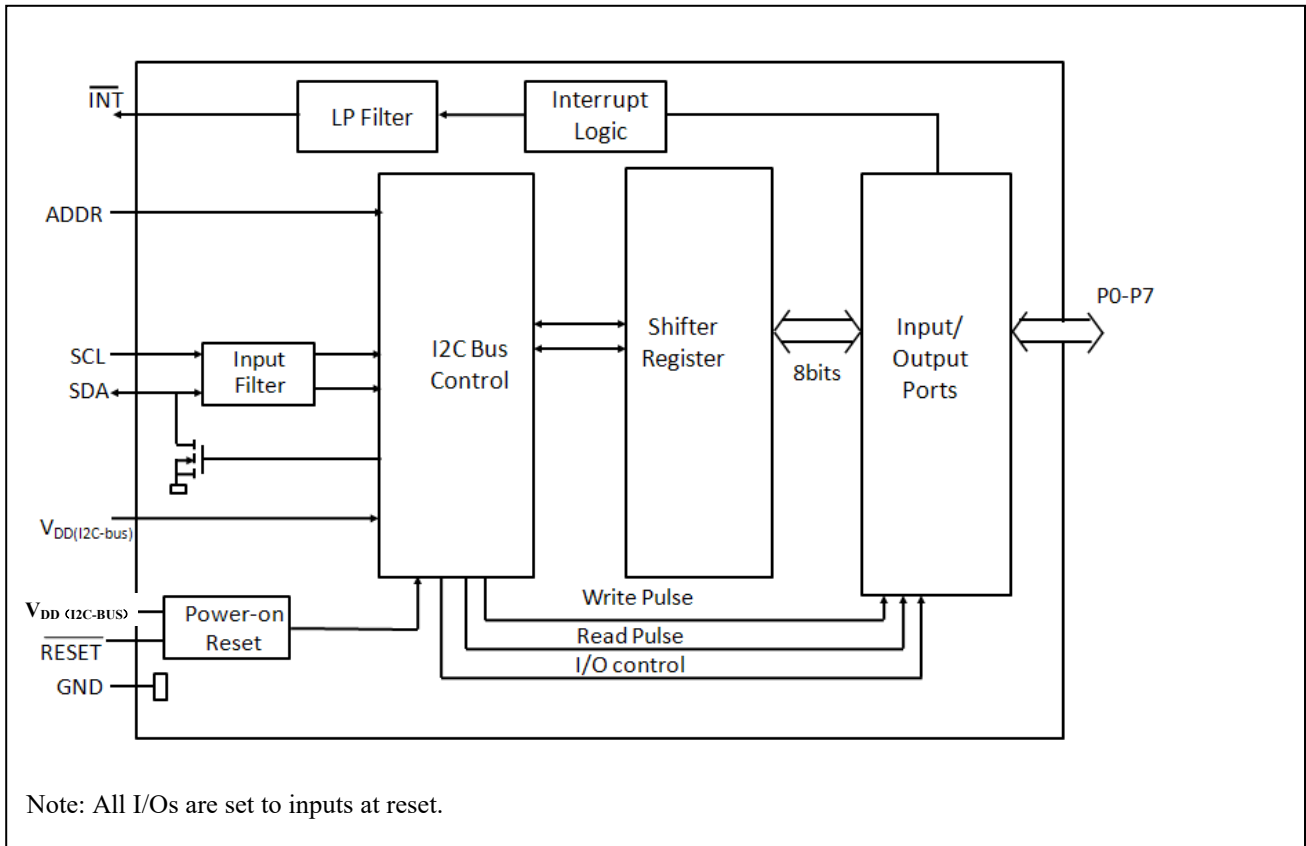 INT
LP Filter
Interrupt
Logic
ADDR
SCL
SDA
Input
Filter
I2C Bus
Control
Shifter
Register
8bits
Input/
Output
Ports
P0-P7
VDD(I2C-bus)
VDD (I2C-BUS)
RESET
Power-on
Reset
GND
Write Pulse
Read Pulse
I/O control
Note: All I/Os are set to inputs at reset.